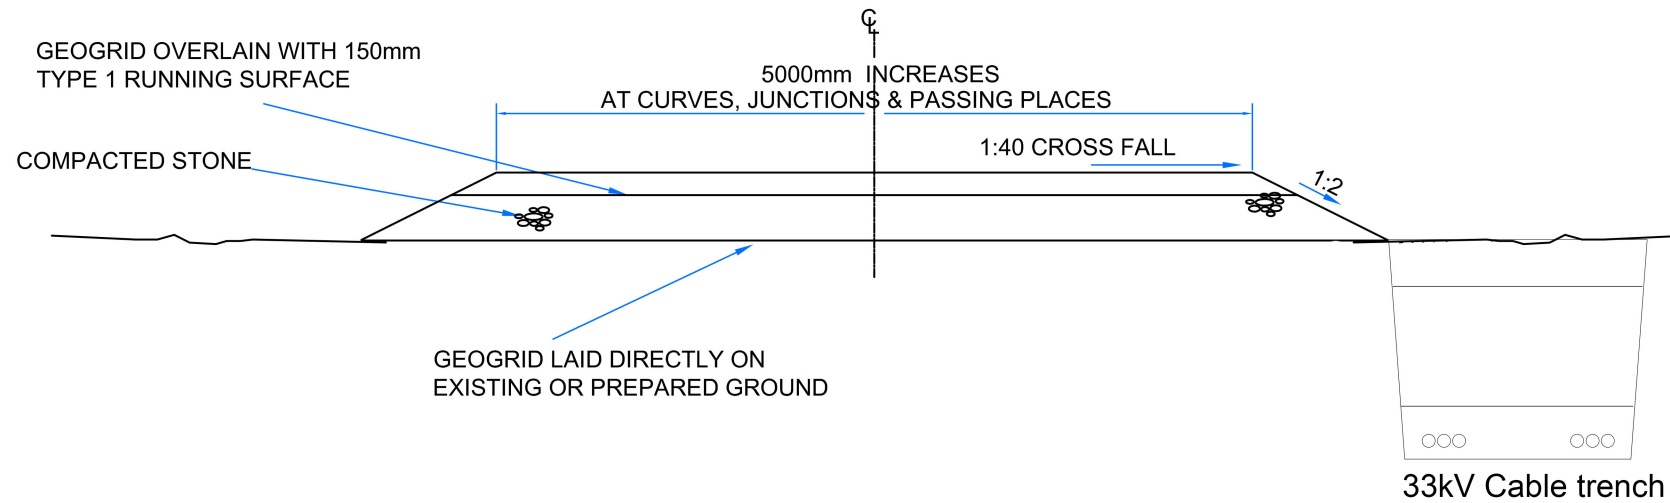 ℄
GEOGRID OVERLAIN WITH 150mm
TYPE 1 RUNNING SURFACE
5000mm INCREASES
AT CURVES, JUNCTIONS & PASSING PLACES
COMPACTED STONE
1:40 CROSS FALL
1:2
GEOGRID LAID DIRECTLY ON
EXISTING OR PREPARED GROUND
33kV Cable trench